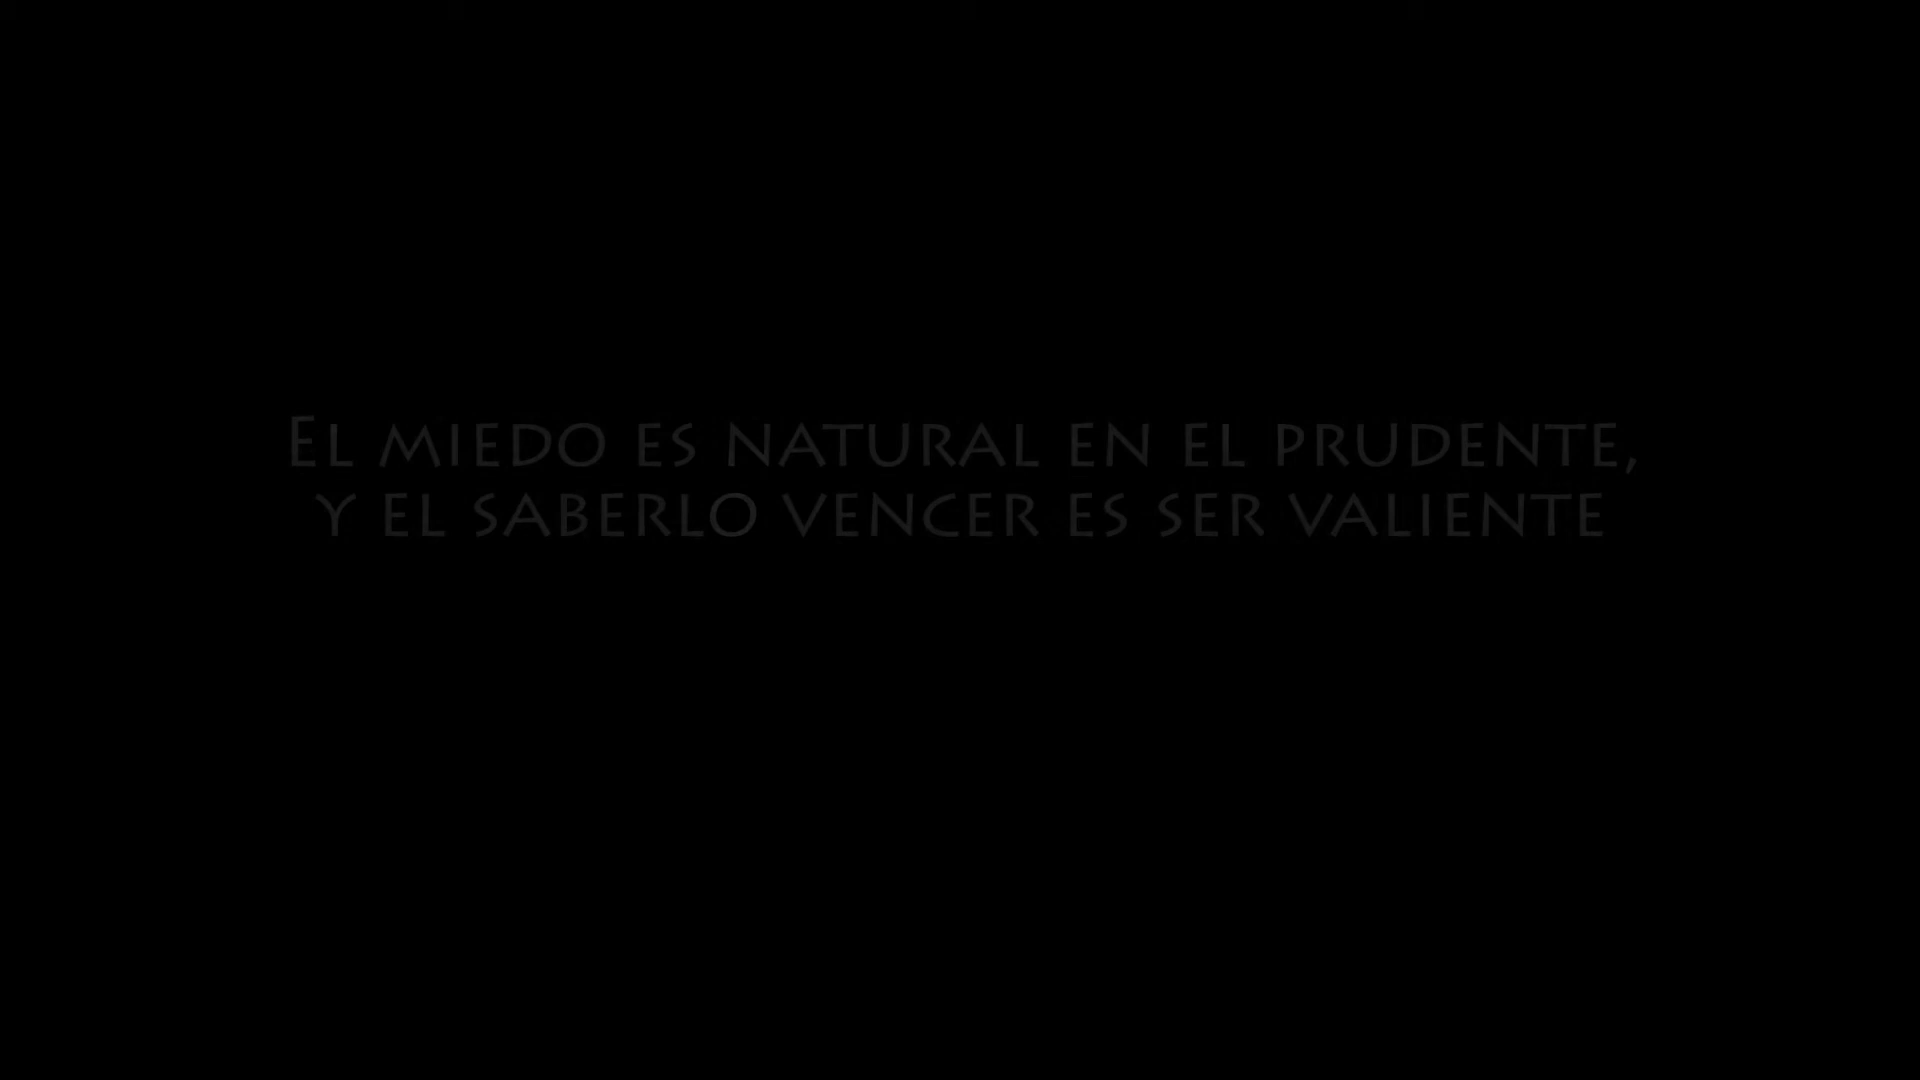 El miedo es natural en el prudente,
y el saberlo vencer es ser valiente